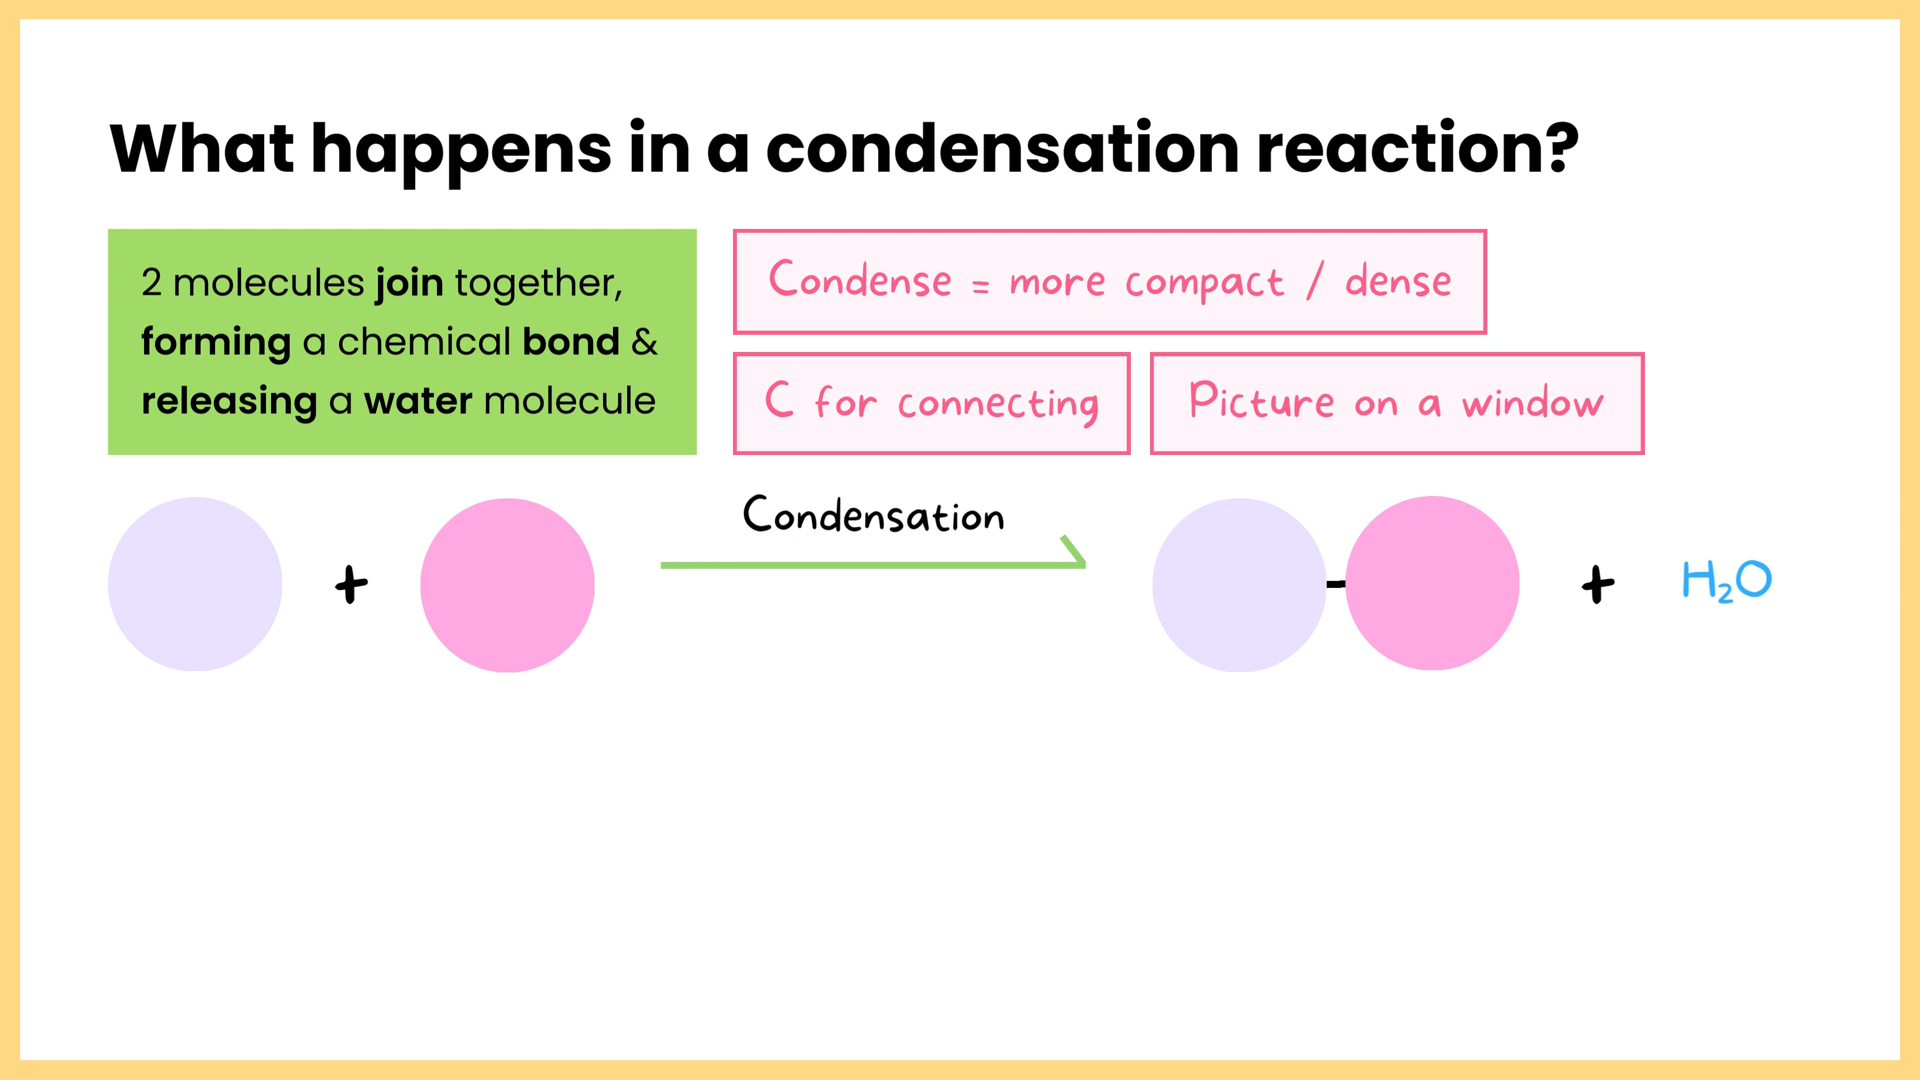 What happens in a condensation reaction?
2 molecules join together,
forming a chemical bond &
releasing a water molecule
Condense = more compact / dense
C for connecting
Picture on a window
Condensation
+
+
H₂O